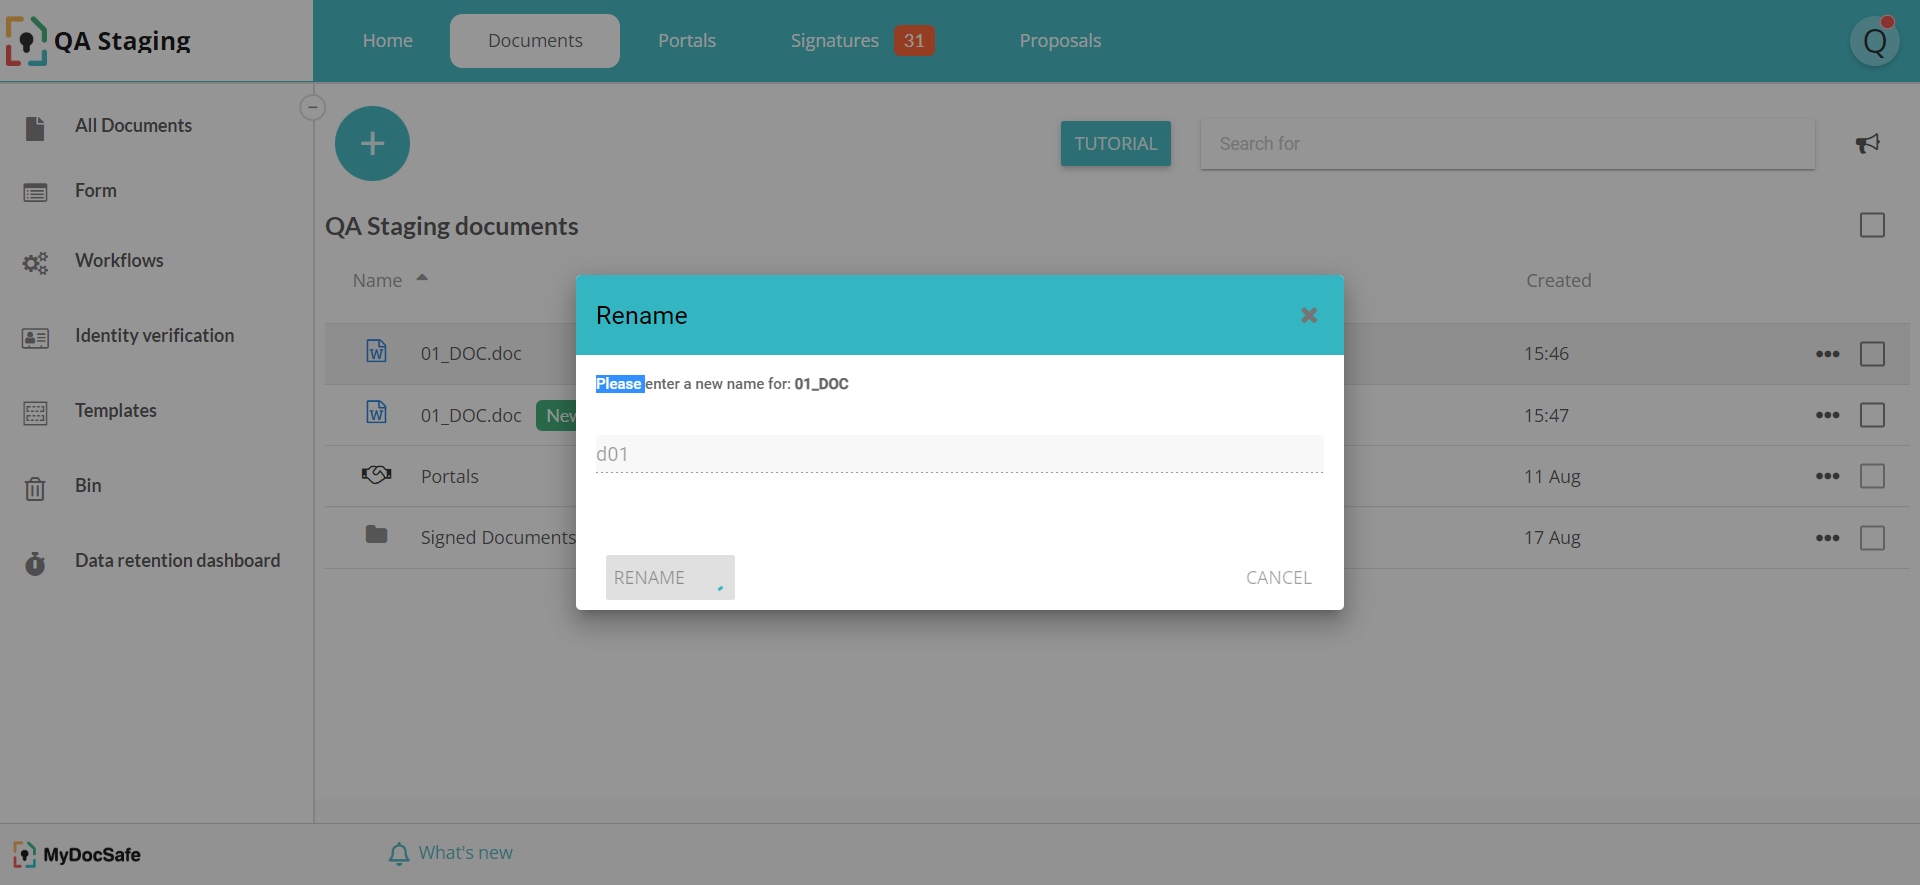 QA Staging
Home
Documents
Portals
Signatures 31
Proposals
Q
All Documents
Form
Workflows
Identity verification
Templates
Bin
Data retention dashboard
TUTORIAL
Search for
QA Staging documents
Name
Created
01_DOC.doc
15:46
01_DOC.doc New
15:47
Portals
11 Aug
Signed Documents
17 Aug
Rename
Please enter a new name for: 01_DOC
d01
RENAME
CANCEL
MyDocSafe
What's new